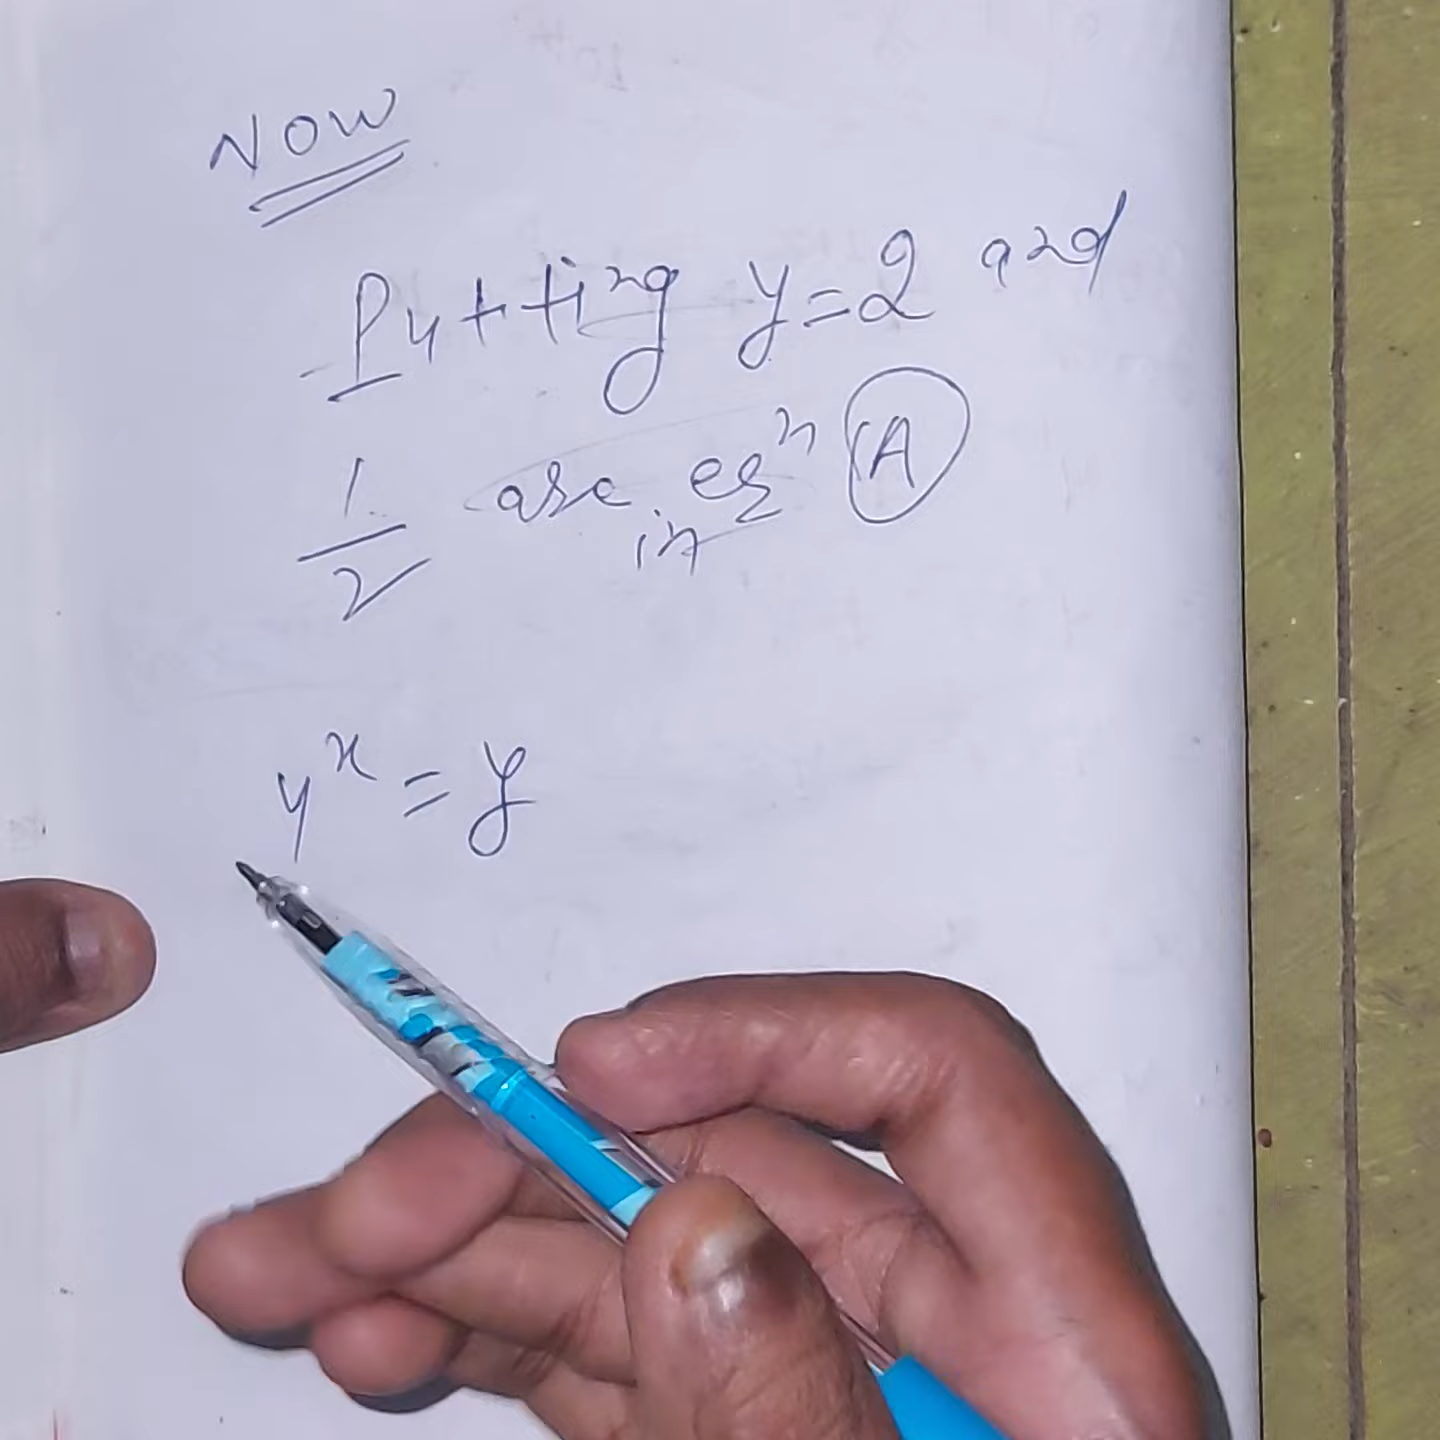 NOW
Putting y=2 and
1/2 are eqⁿ (A)
in
yˣ = y